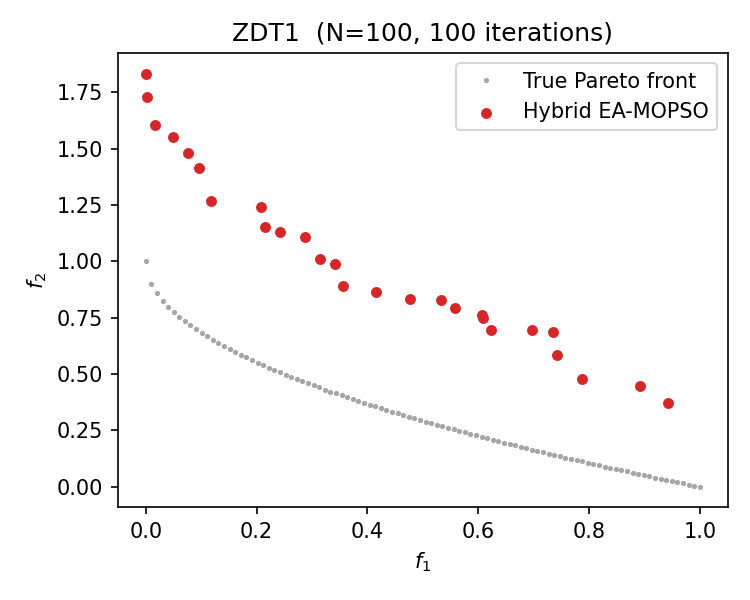 ZDT1 (N=100, 100 iterations)
True Pareto front
Hybrid EA-MOPSO
1.75
1.50
1.25
1.00
0.75
0.50
0.25
0.00
f₂
0.0 0.2 0.4 0.6 0.8 1.0
f₁